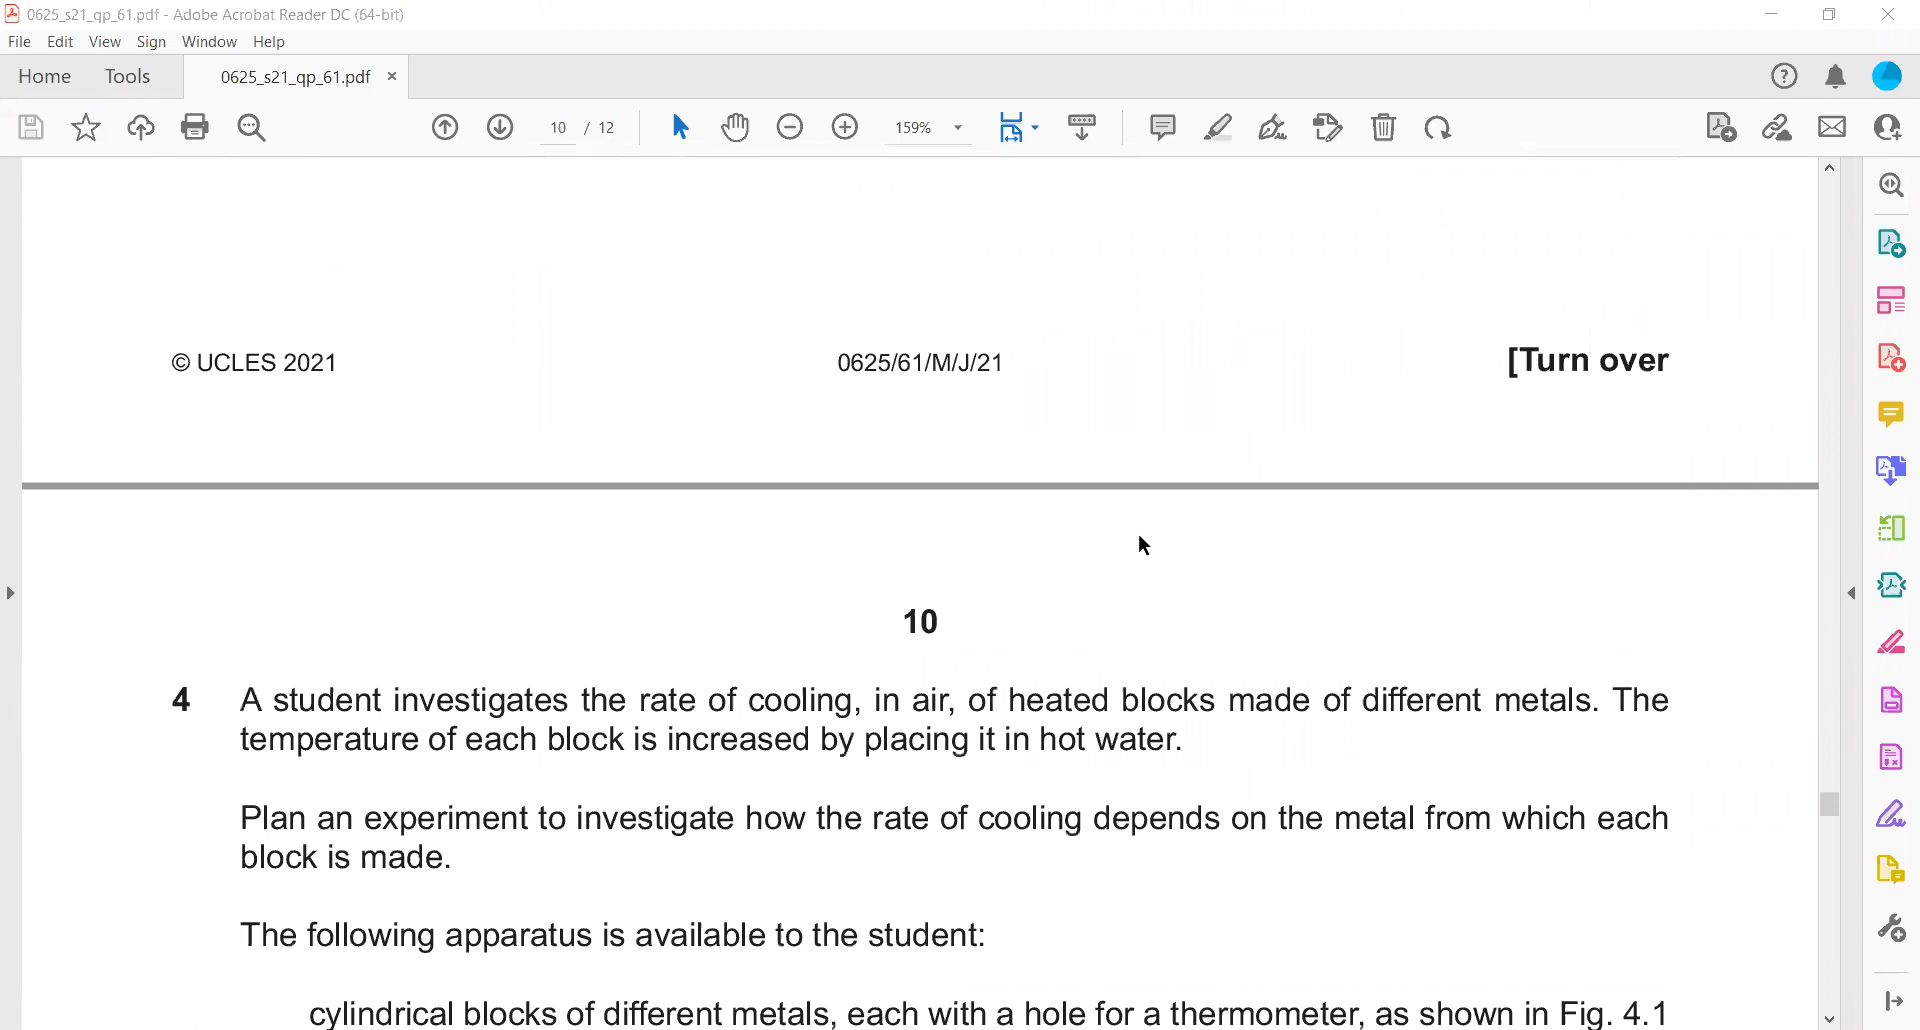 0625_s21_qp_61.pdf - Adobe Acrobat Reader DC (64-bit)
File Edit View Sign Window Help
Home Tools 0625_s21_qp_61.pdf ×
10 / 12 159%
© UCLES 2021 0625/61/M/J/21 [Turn over
10
4 A student investigates the rate of cooling, in air, of heated blocks made of different metals. The
temperature of each block is increased by placing it in hot water.
Plan an experiment to investigate how the rate of cooling depends on the metal from which each
block is made.
The following apparatus is available to the student:
cylindrical blocks of different metals, each with a hole for a thermometer, as shown in Fig. 4.1